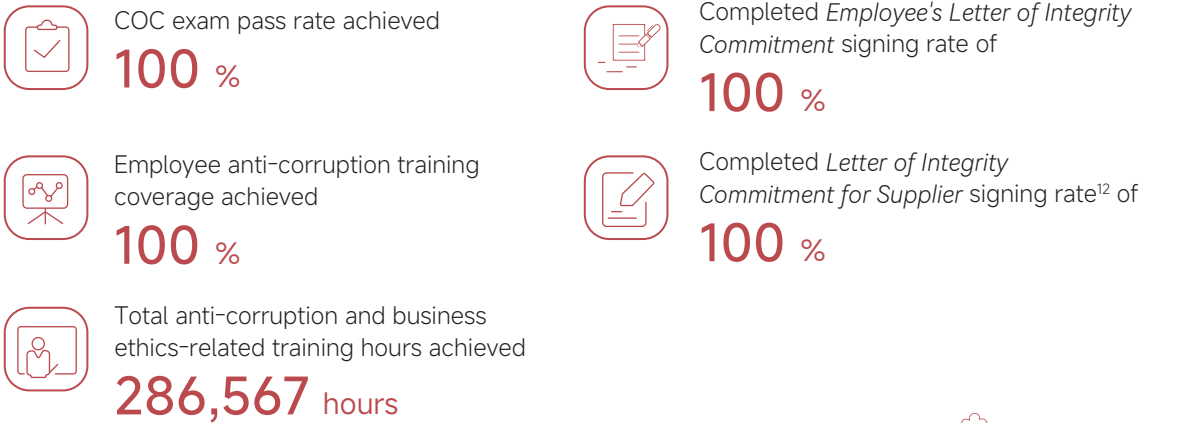 COC exam pass rate achieved
100 %
Employee anti-corruption training
coverage achieved
100 %
Total anti-corruption and business
ethics-related training hours achieved
286,567 hours
Completed Employee's Letter of Integrity
Commitment signing rate of
100 %
Completed Letter of Integrity
Commitment for Supplier signing rate¹² of
100 %